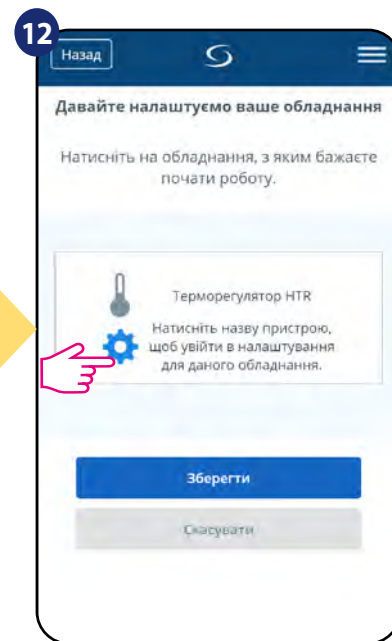 12
Назад
Давайте налаштуємо ваше обладнання
Натисніть на обладнання, з яким бажаєте
почати роботу.
Терморегулятор HTR
Натисніть назву пристрою,
щоб увійти в налаштування
для даного обладнання.
Зберегти
Скасувати